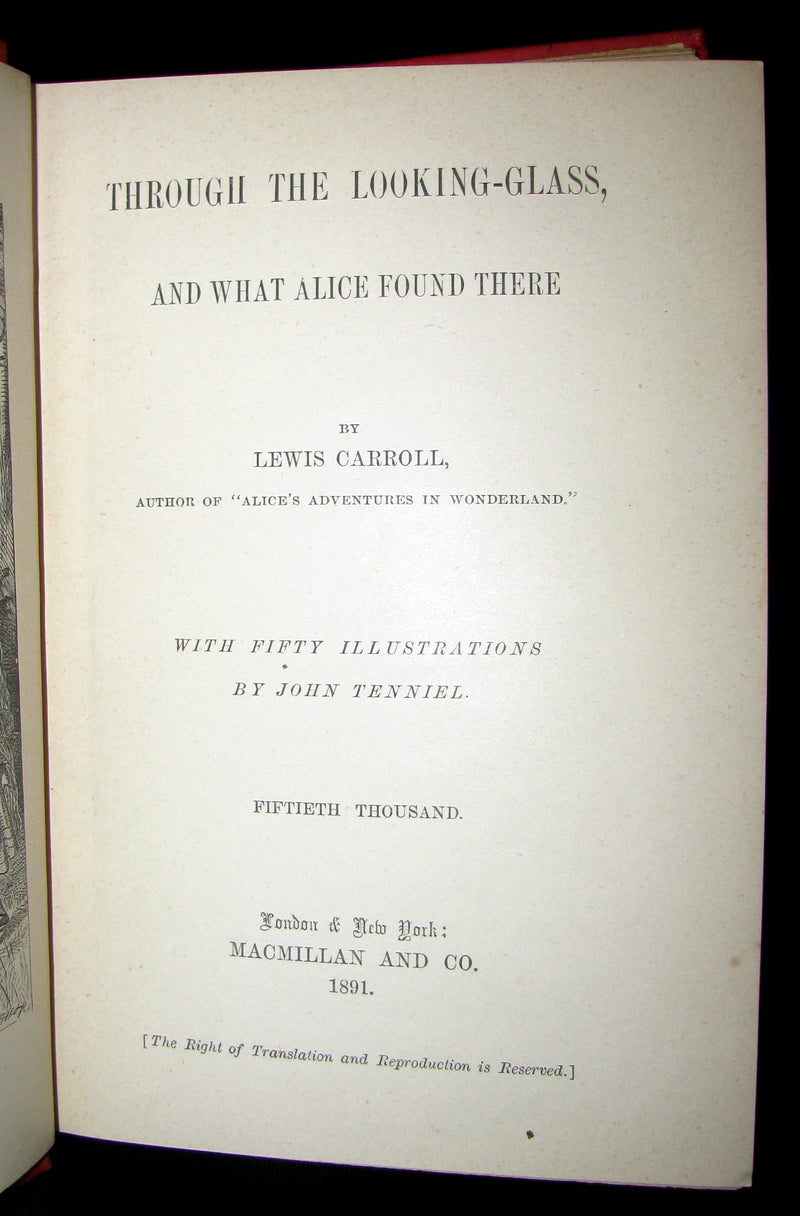 THROUGH THE LOOKING-GLASS,
AND WHAT ALICE FOUND THERE
BY
LEWIS CARROLL,
AUTHOR OF "ALICE'S ADVENTURES IN WONDERLAND."
WITH FIFTY ILLUSTRATIONS
BY JOHN TENNIEL.
FIFTIETH THOUSAND.
London & New York:
MACMILLAN AND CO.
1891.
[The Right of Translation and Reproduction is Reserved.]